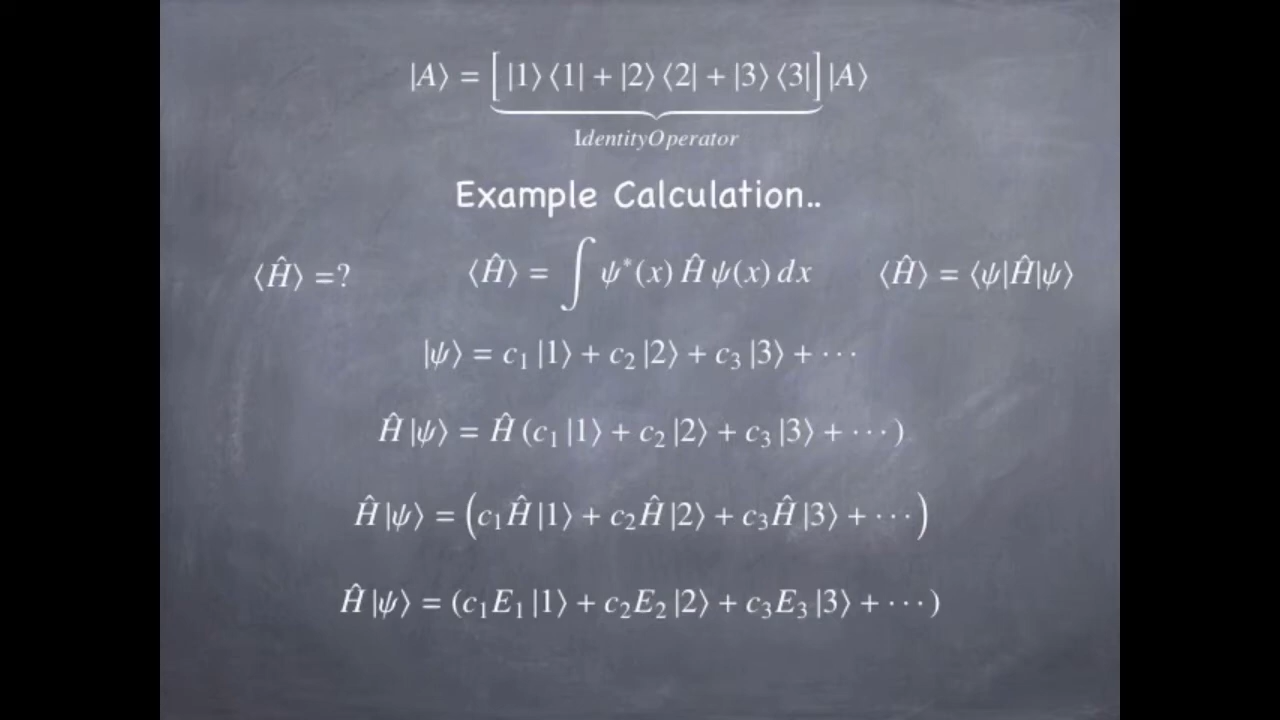 |A⟩ = [ |1⟩ ⟨1| + |2⟩ ⟨2| + |3⟩ ⟨3| ] |A⟩
IdentityOperator
Example Calculation..
⟨Ĥ⟩ =? ⟨Ĥ⟩ = ∫ ψ*(x) Ĥ ψ(x) dx ⟨Ĥ⟩ = ⟨ψ|Ĥ|ψ⟩
|ψ⟩ = c₁ |1⟩ + c₂ |2⟩ + c₃ |3⟩ + ⋯
Ĥ |ψ⟩ = Ĥ (c₁ |1⟩ + c₂ |2⟩ + c₃ |3⟩ + ⋯ )
Ĥ |ψ⟩ = (c₁Ĥ |1⟩ + c₂Ĥ |2⟩ + c₃Ĥ |3⟩ + ⋯ )
Ĥ |ψ⟩ = (c₁E₁ |1⟩ + c₂E₂ |2⟩ + c₃E₃ |3⟩ + ⋯ )